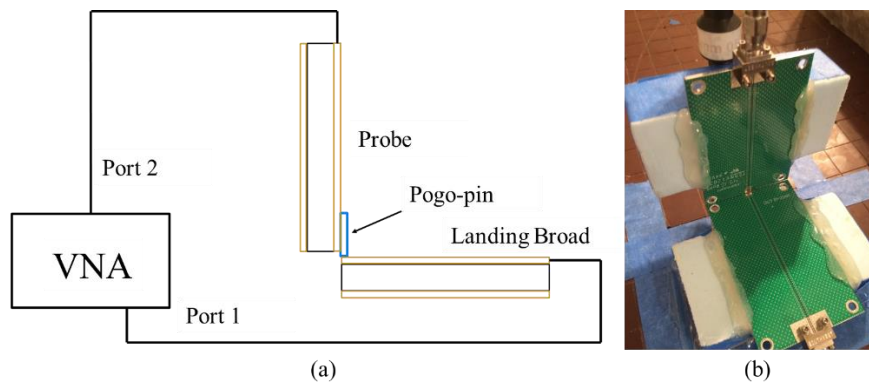 Port 2
Probe
Pogo-pin
Landing Broad
VNA
Port 1
(a)
(b)